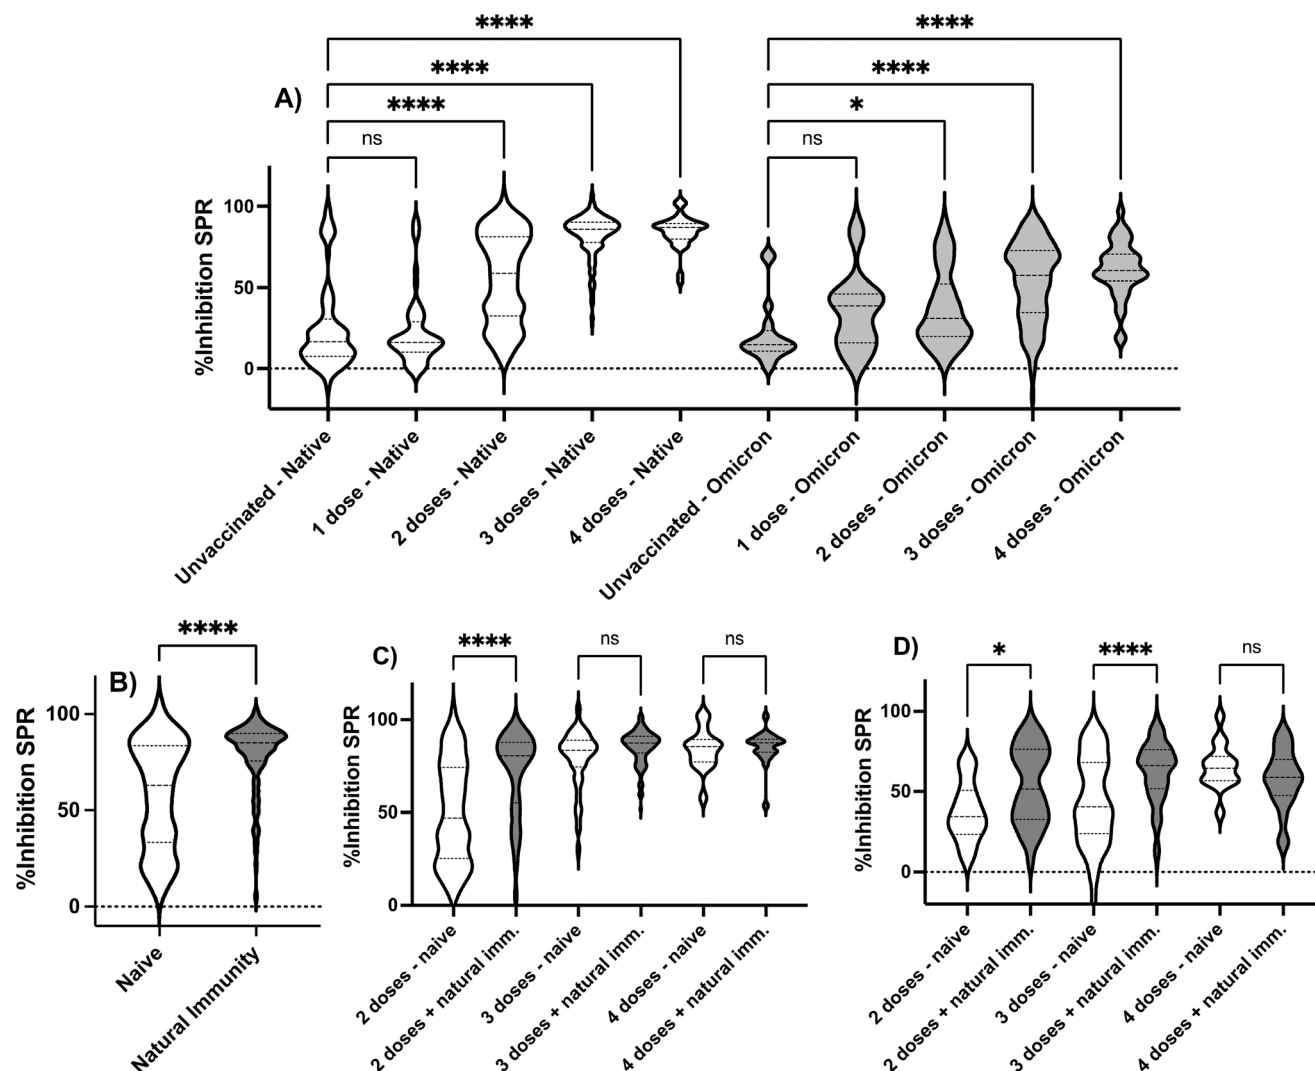 **** ****
**** ****
A)
**** *
ns ns
%Inhibition SPR
100
50
0
Unvaccinated - Native
1 dose - Native
2 doses - Native
3 doses - Native
4 doses - Native
Unvaccinated - Omicron
1 dose - Omicron
2 doses - Omicron
3 doses - Omicron
4 doses - Omicron
B)
****
%Inhibition SPR
100
50
0
Naive
Natural Immunity
C)
**** ns ns
%Inhibition SPR
100
50
0
2 doses - naive
2 doses + natural imm.
3 doses - naive
3 doses + natural imm.
4 doses - naive
4 doses + natural imm.
D)
* **** ns
%Inhibition SPR
100
50
0
2 doses - naive
2 doses + natural imm.
3 doses - naive
3 doses + natural imm.
4 doses - naive
4 doses + natural imm.